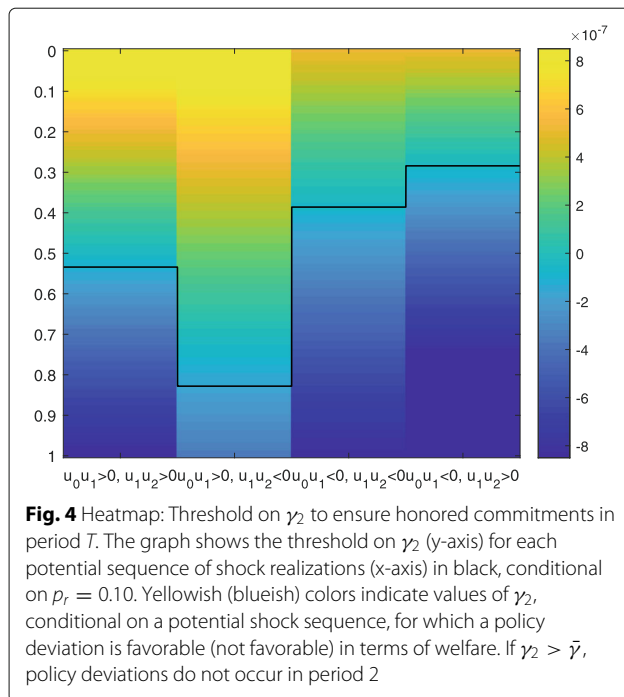 ×10⁻⁷
0
0.1
0.2
0.3
0.4
0.5
0.6
0.7
0.8
0.9
1
8
6
4
2
0
-2
-4
-6
-8
u₀u₁>0, u₁u₂>0u₀u₁>0, u₁u₂<0u₀u₁<0, u₁u₂<0u₀u₁<0, u₁u₂>0
Fig. 4 Heatmap: Threshold on γ₂ to ensure honored commitments in
period T. The graph shows the threshold on γ₂ (y-axis) for each
potential sequence of shock realizations (x-axis) in black, conditional
on pᵣ = 0.10. Yellowish (blueish) colors indicate values of γ₂,
conditional on a potential shock sequence, for which a policy
deviation is favorable (not favorable) in terms of welfare. If γ₂ > γ̄,
policy deviations do not occur in period 2